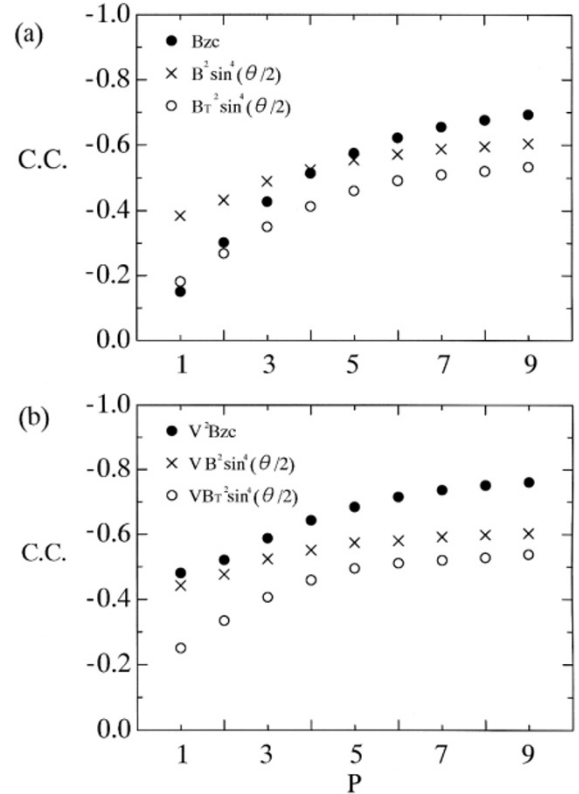 (a)
-1.0
● Bzc
-0.8
× B²sin⁴(θ/2)
○ Bᴛ²sin⁴(θ/2)
-0.6
C.C.
-0.4
-0.2
0.0
1 3 5 7 9
(b)
-1.0
● V²Bzc
-0.8
× VB²sin⁴(θ/2)
○ VBᴛ²sin⁴(θ/2)
-0.6
C.C.
-0.4
-0.2
0.0
1 3 5 7 9
P